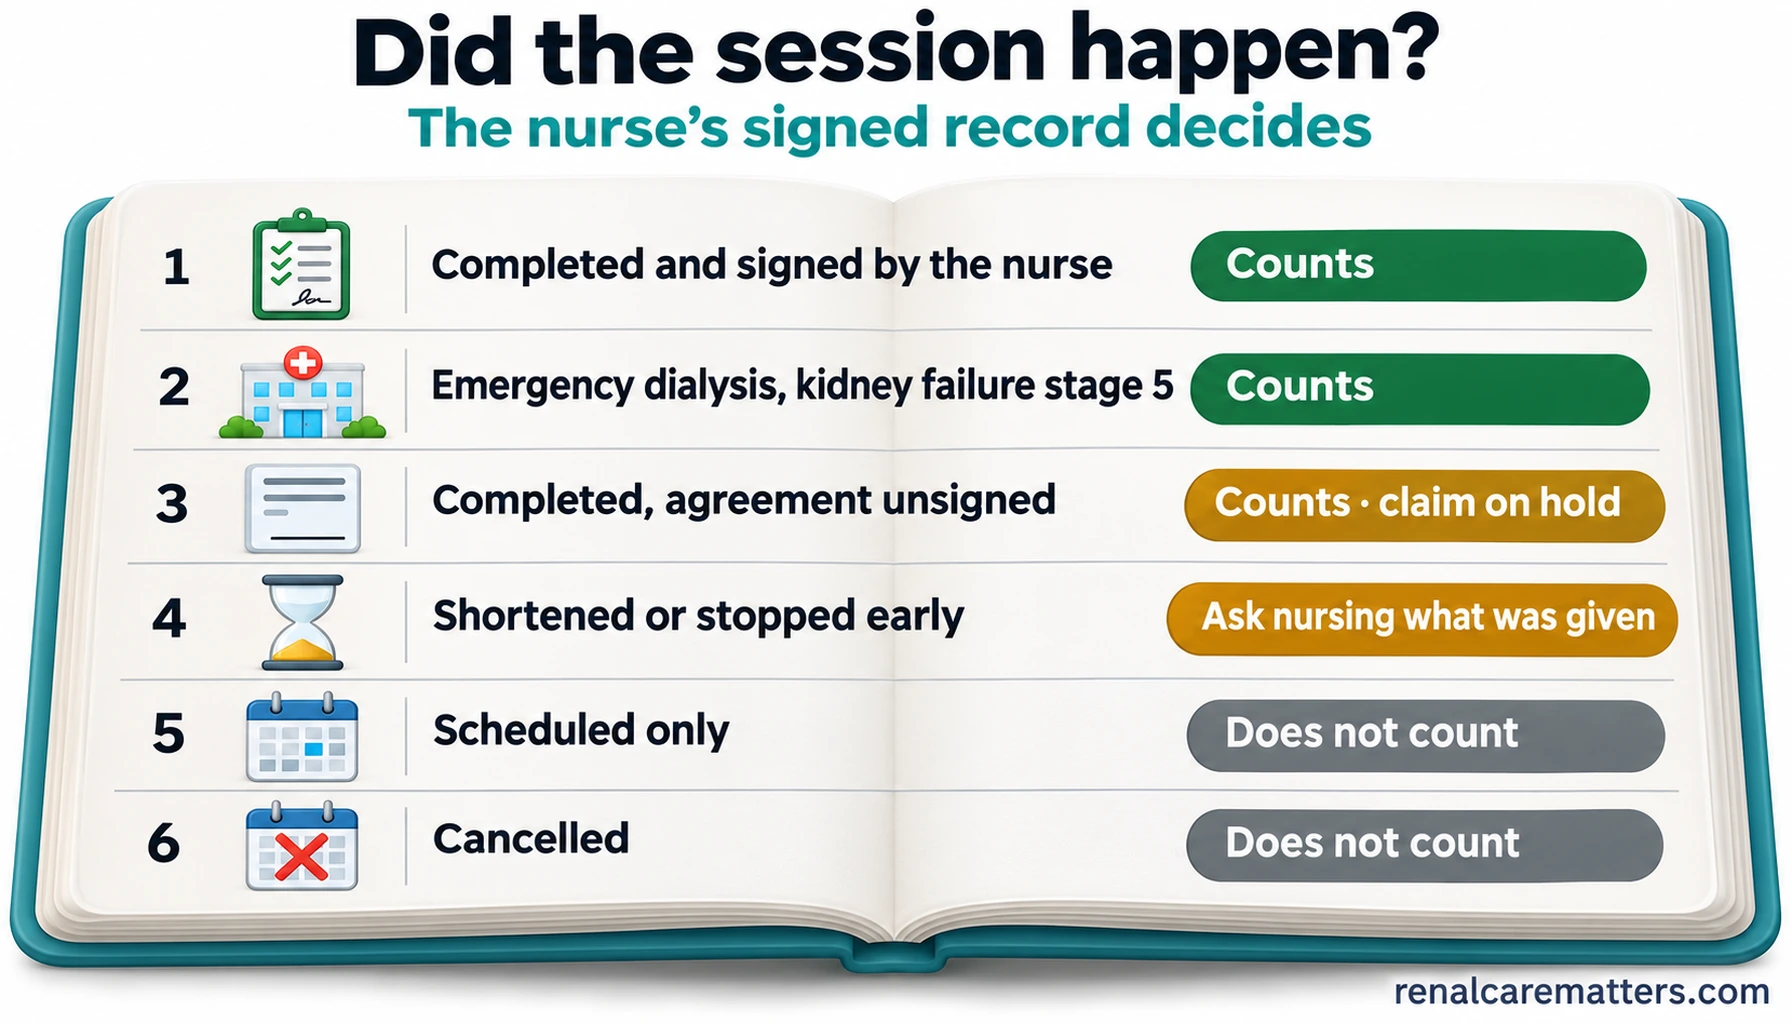 Did the session happen?
The nurse’s signed record decides
1 Completed and signed by the nurse Counts
2 Emergency dialysis, kidney failure stage 5 Counts
3 Completed, agreement unsigned Counts · claim on hold
4 Shortened or stopped early Ask nursing what was given
5 Scheduled only Does not count
6 Cancelled Does not count
renalcarematters.com